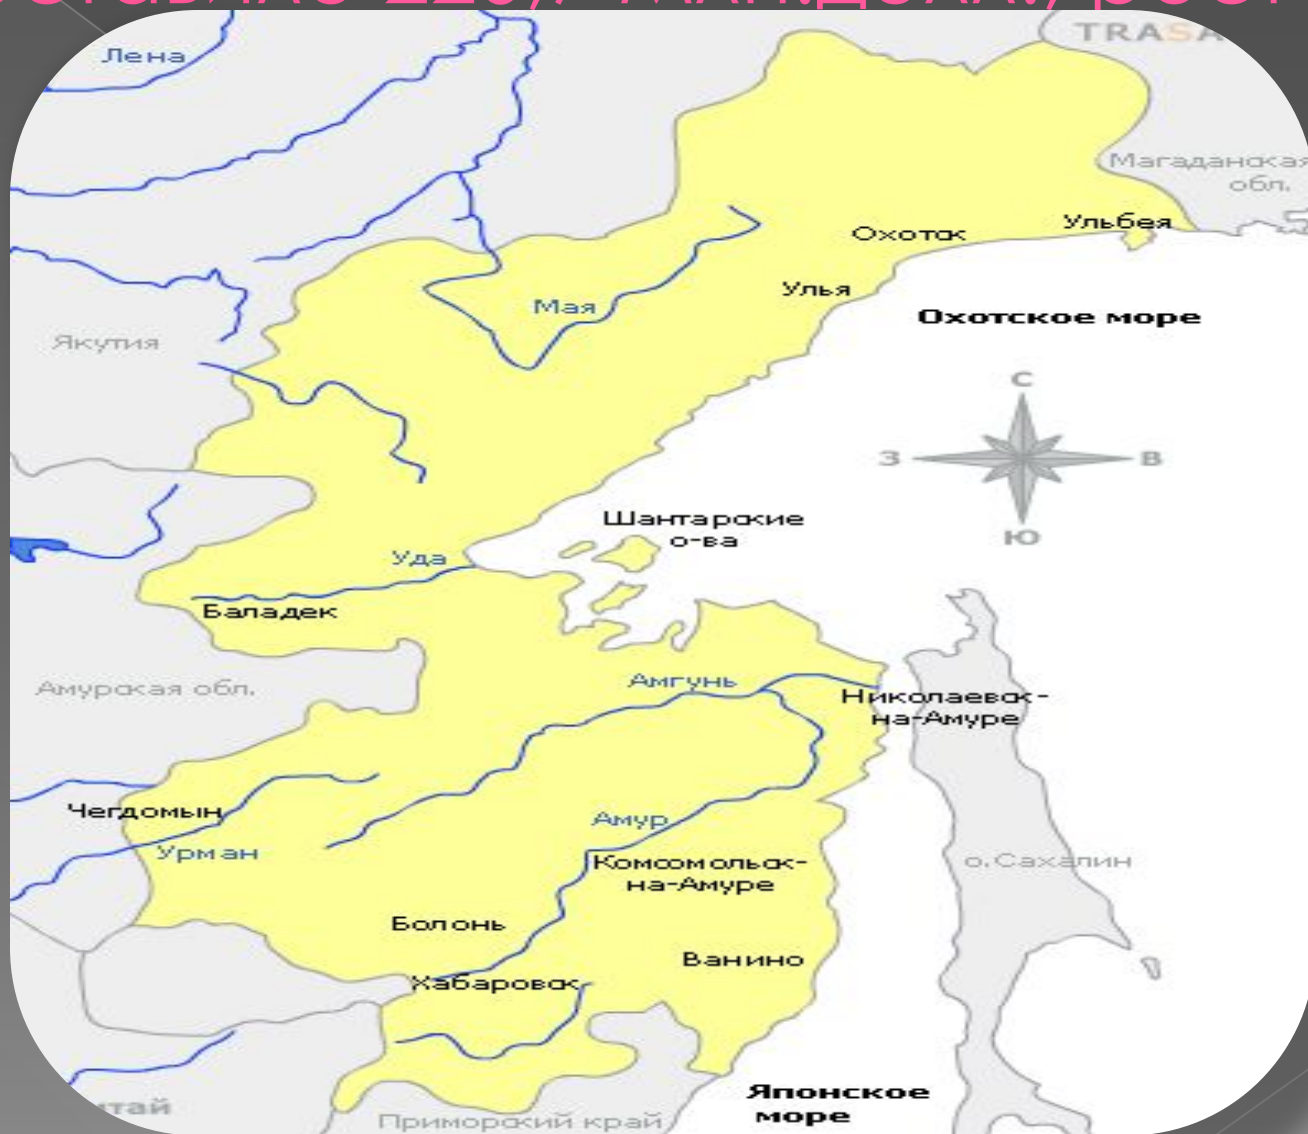 TRASA
Лена
Магаданская
обл.
Ульбея
Охотск
Улья
Мая
Охотское море
Якутия
С
З
В
Ю
Шантарские
о-ва
Уда
Баладек
Амурская обл.
Амгунь
Николаевск-
на-Амуре
Чегдомын
Урман
Амур
Комсомольск-
на-Амуре
о.Сахалин
Болонь
Ванино
Хабаровск
Японское
море
тай
Приморский край